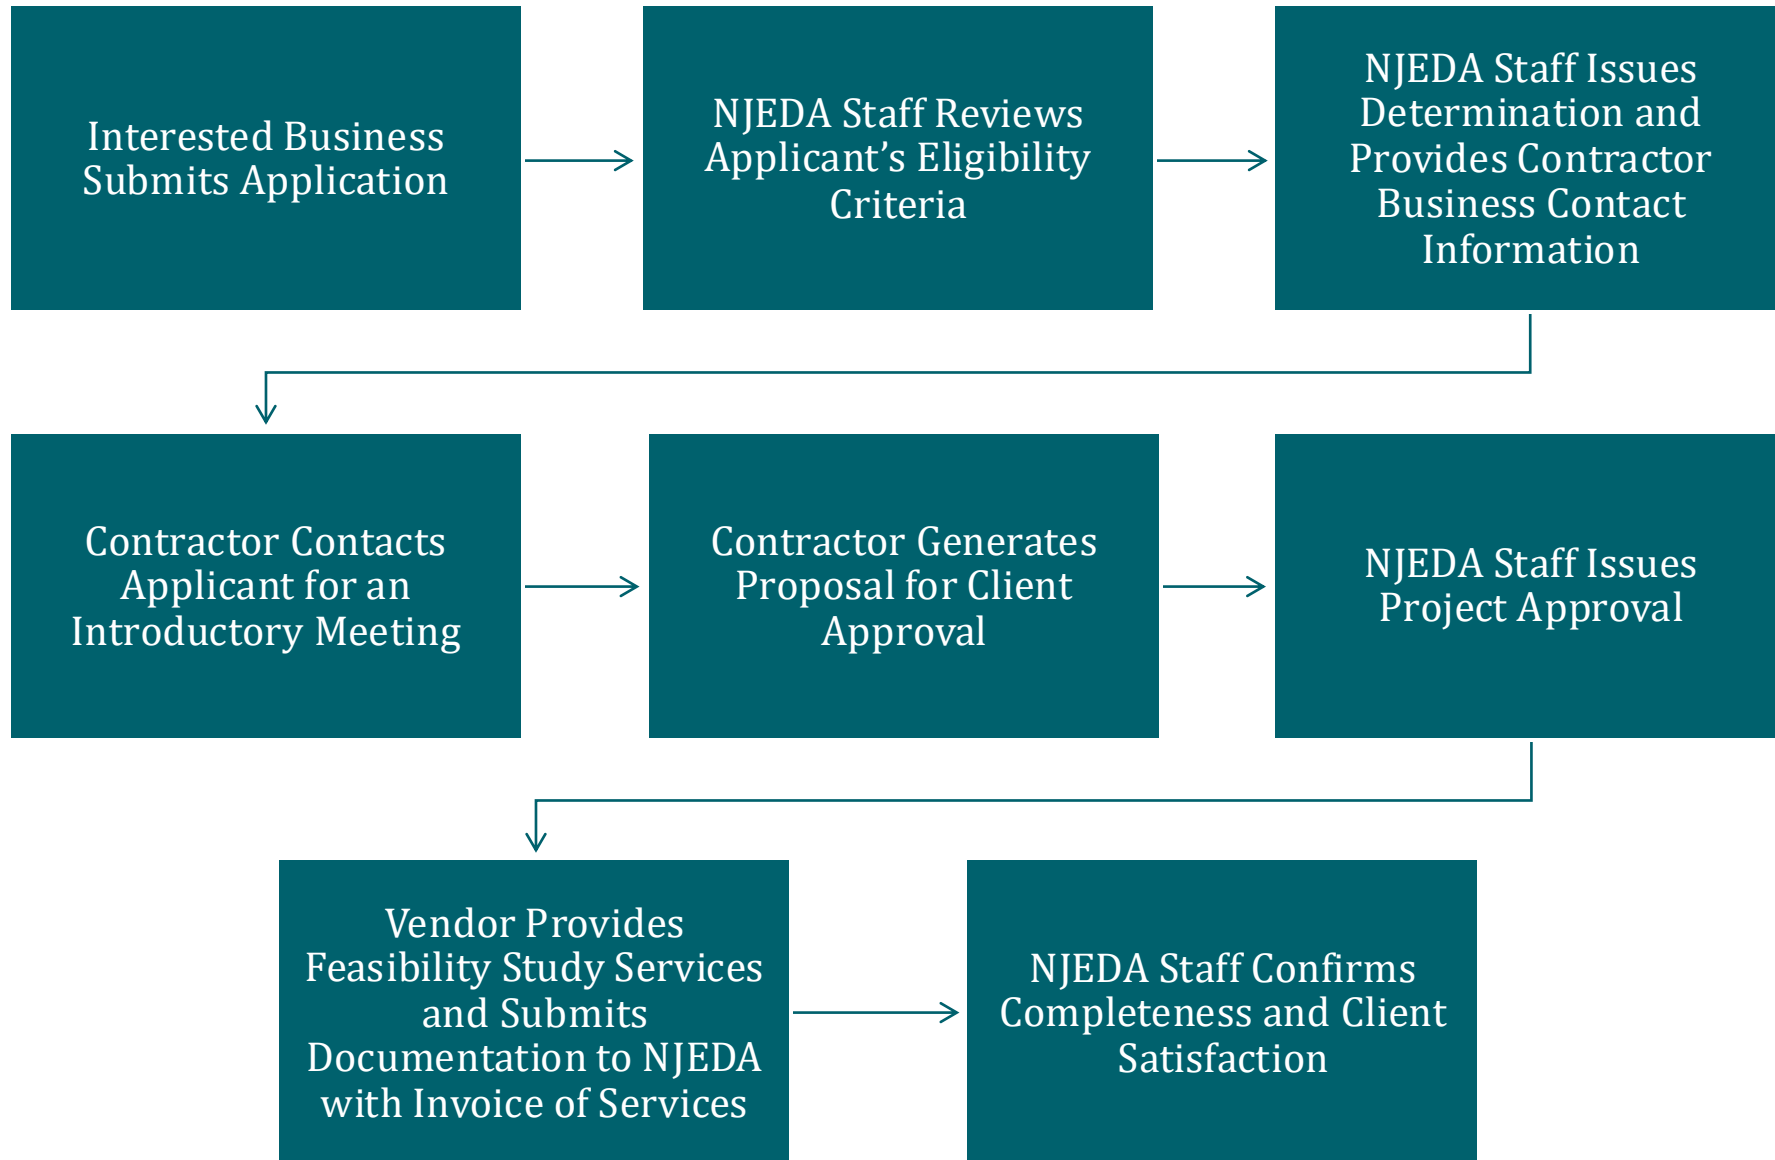 Interested Business
Submits Application
NJEDA Staff Reviews
Applicant’s Eligibility
Criteria
NJEDA Staff Issues
Determination and
Provides Contractor
Business Contact
Information
Contractor Contacts
Applicant for an
Introductory Meeting
Contractor Generates
Proposal for Client
Approval
NJEDA Staff Issues
Project Approval
Vendor Provides
Feasibility Study Services
and Submits
Documentation to NJEDA
with Invoice of Services
NJEDA Staff Confirms
Completeness and Client
Satisfaction